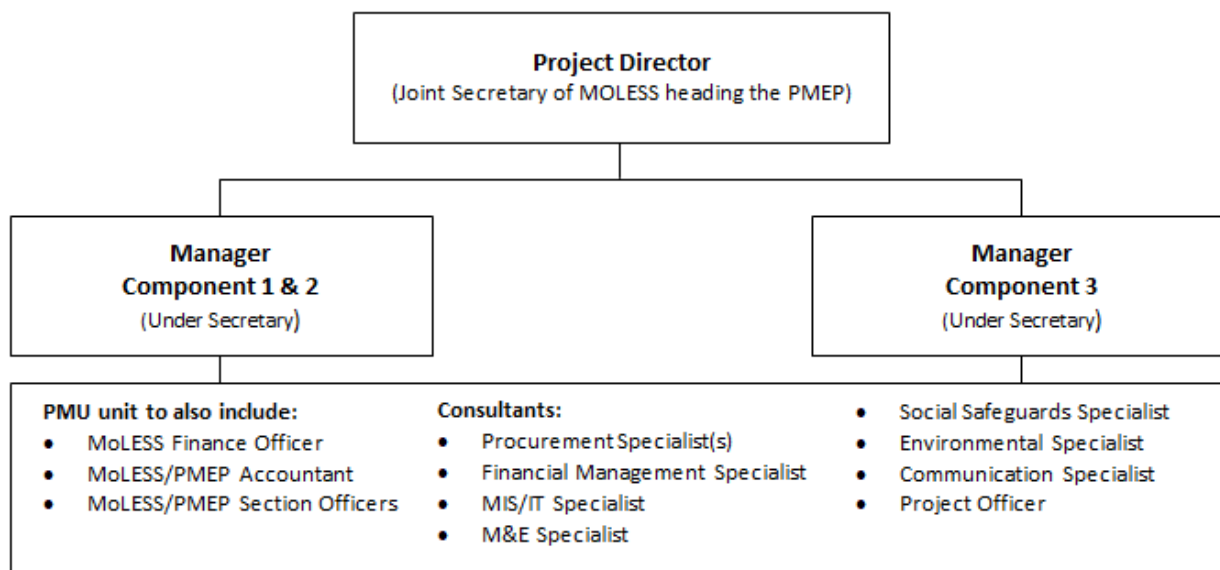 Project Director
(Joint Secretary of MOLESS heading the PMEP)
Manager
Component 1 & 2
(Under Secretary)
Manager
Component 3
(Under Secretary)
PMU unit to also include:
• MoLESS Finance Officer
• MoLESS/PMEP Accountant
• MoLESS/PMEP Section Officers
Consultants:
• Procurement Specialist(s)
• Financial Management Specialist
• MIS/IT Specialist
• M&E Specialist
• Social Safeguards Specialist
• Environmental Specialist
• Communication Specialist
• Project Officer